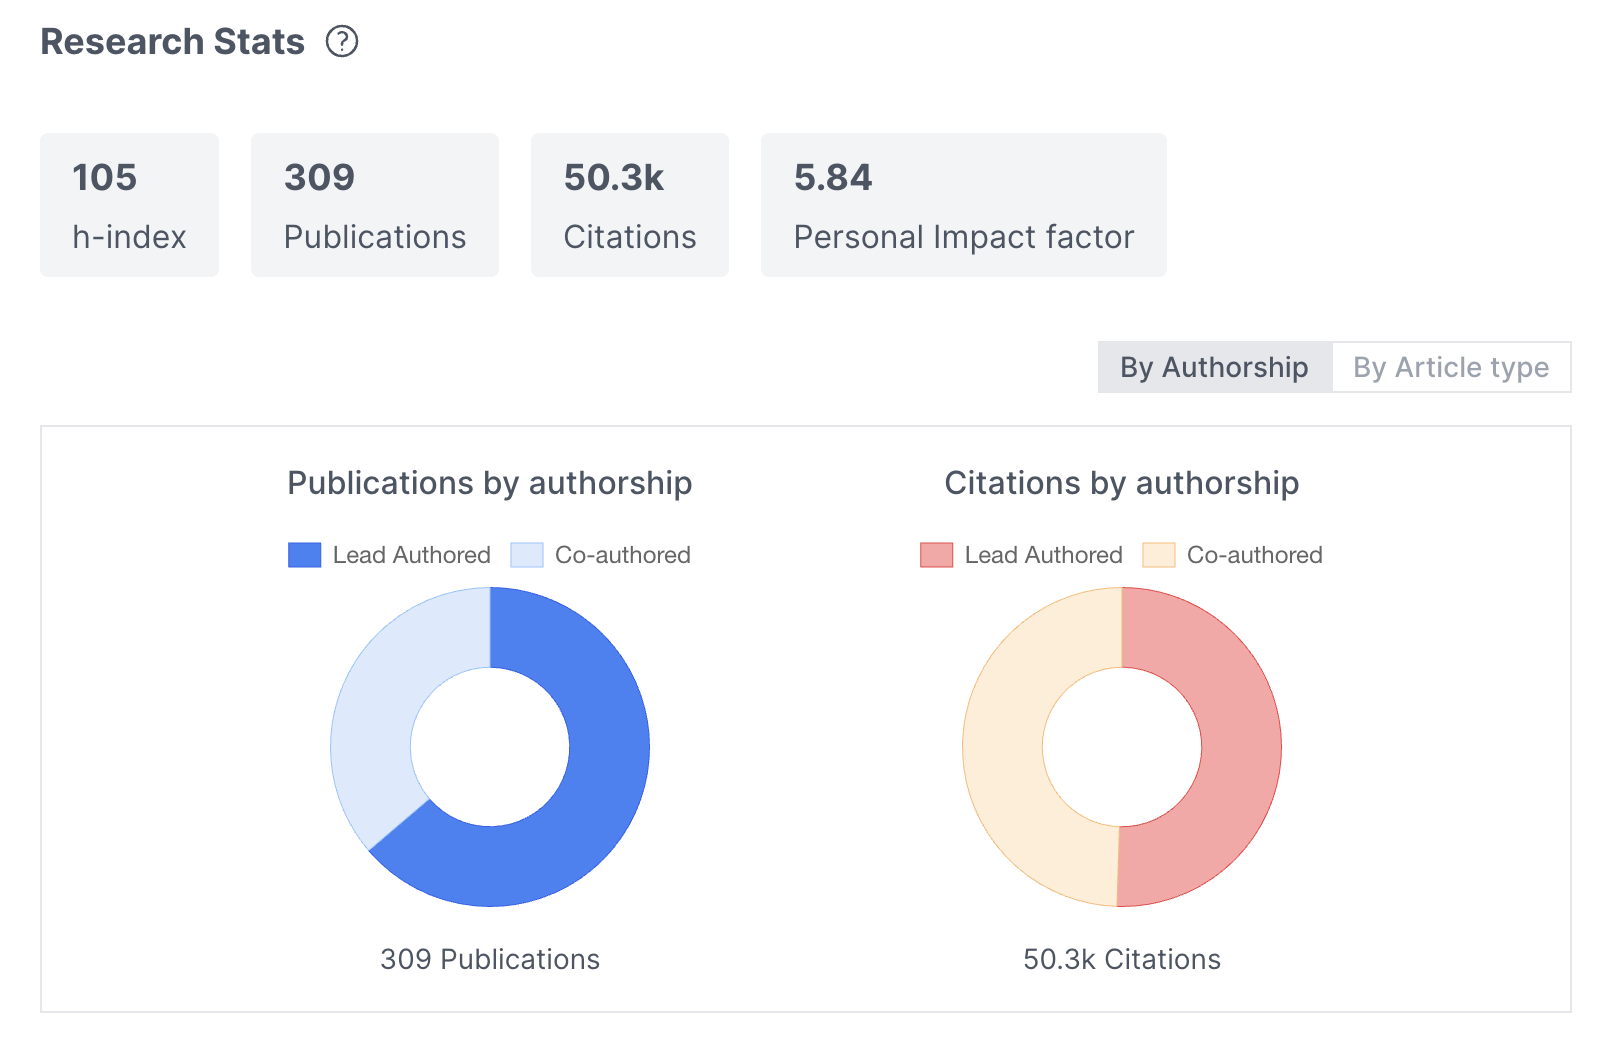 Research Stats ?
105
h-index
309
Publications
50.3k
Citations
5.84
Personal Impact factor
By Authorship By Article type
Publications by authorship
Lead Authored Co-authored
309 Publications
Citations by authorship
Lead Authored Co-authored
50.3k Citations